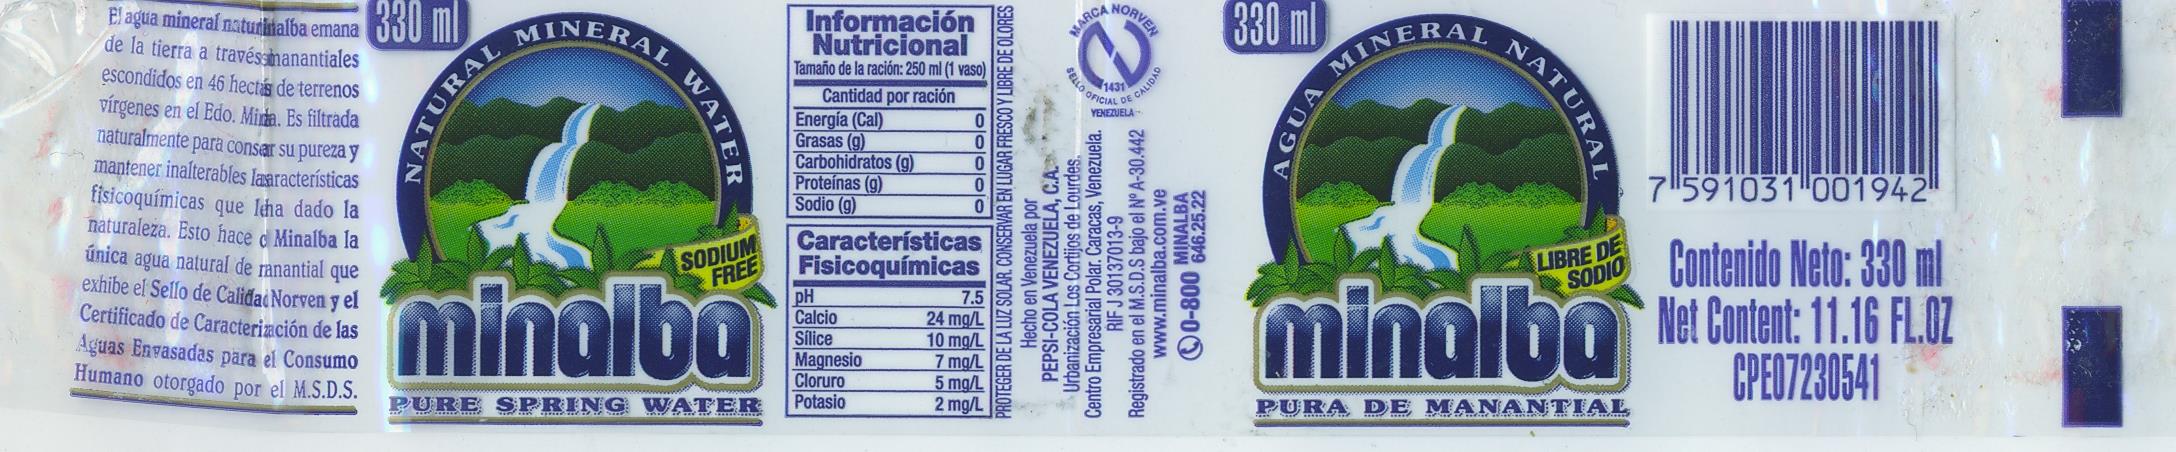 El agua mineral natural Minalba emana
de la tierra a través manantiales
escondidos en 46 hectás de terrenos
vírgenes en el Edo. Mirda. Es filtrada
naturalmente para consear su pureza y
mantener inalterables las características
fisicoquímicas que le ha dado la
naturaleza. Esto hace d Minalba la
única agua natural de manantial que
exhibe el Sello de Calidad Norven y el
Certificado de Caracterización de las
Aguas Envasadas para el Consumo
Humano otorgado por el M.S.D.S.
330 ml
NATURAL MINERAL WATER
SODIUM
FREE
minalba
PURE SPRING WATER
Información
Nutricional
Tamaño de la ración: 250 ml (1 vaso)
Cantidad por ración
Energía (Cal) 0
Grasas (g) 0
Carbohidratos (g) 0
Proteínas (g) 0
Sodio (g) 0
Características
Fisicoquímicas
pH 7.5
Calcio 24 mg/L
Sílice 10 mg/L
Magnesio 7 mg/L
Cloruro 5 mg/L
Potasio 2 mg/L
PROTEGER DE LA LUZ SOLAR. CONSERVAR EN LUGAR FRESCO Y LIBRE DE OLORES
Hecho en Venezuela por
PEPSI-COLA VENEZUELA, C.A.
Urbanización Los Cortijos de Lourdes.
Centro Empresarial Polar. Caracas, Venezuela.
RIF J 30137013-9
Registrado en el M.S.D.S bajo el Nº A-30.442
www.minalba.com.ve
0-800 MINALBA
646.25.22
MARCA NORVEN
1431
SELLO OFICIAL DE CALIDAD
VENEZUELA
330 ml
AGUA MINERAL NATURAL
LIBRE DE
SODIO
minalba
PURA DE MANANTIAL
7 591031 001942
Contenido Neto: 330 ml
Net Content: 11.16 FL.OZ
CPE07230541